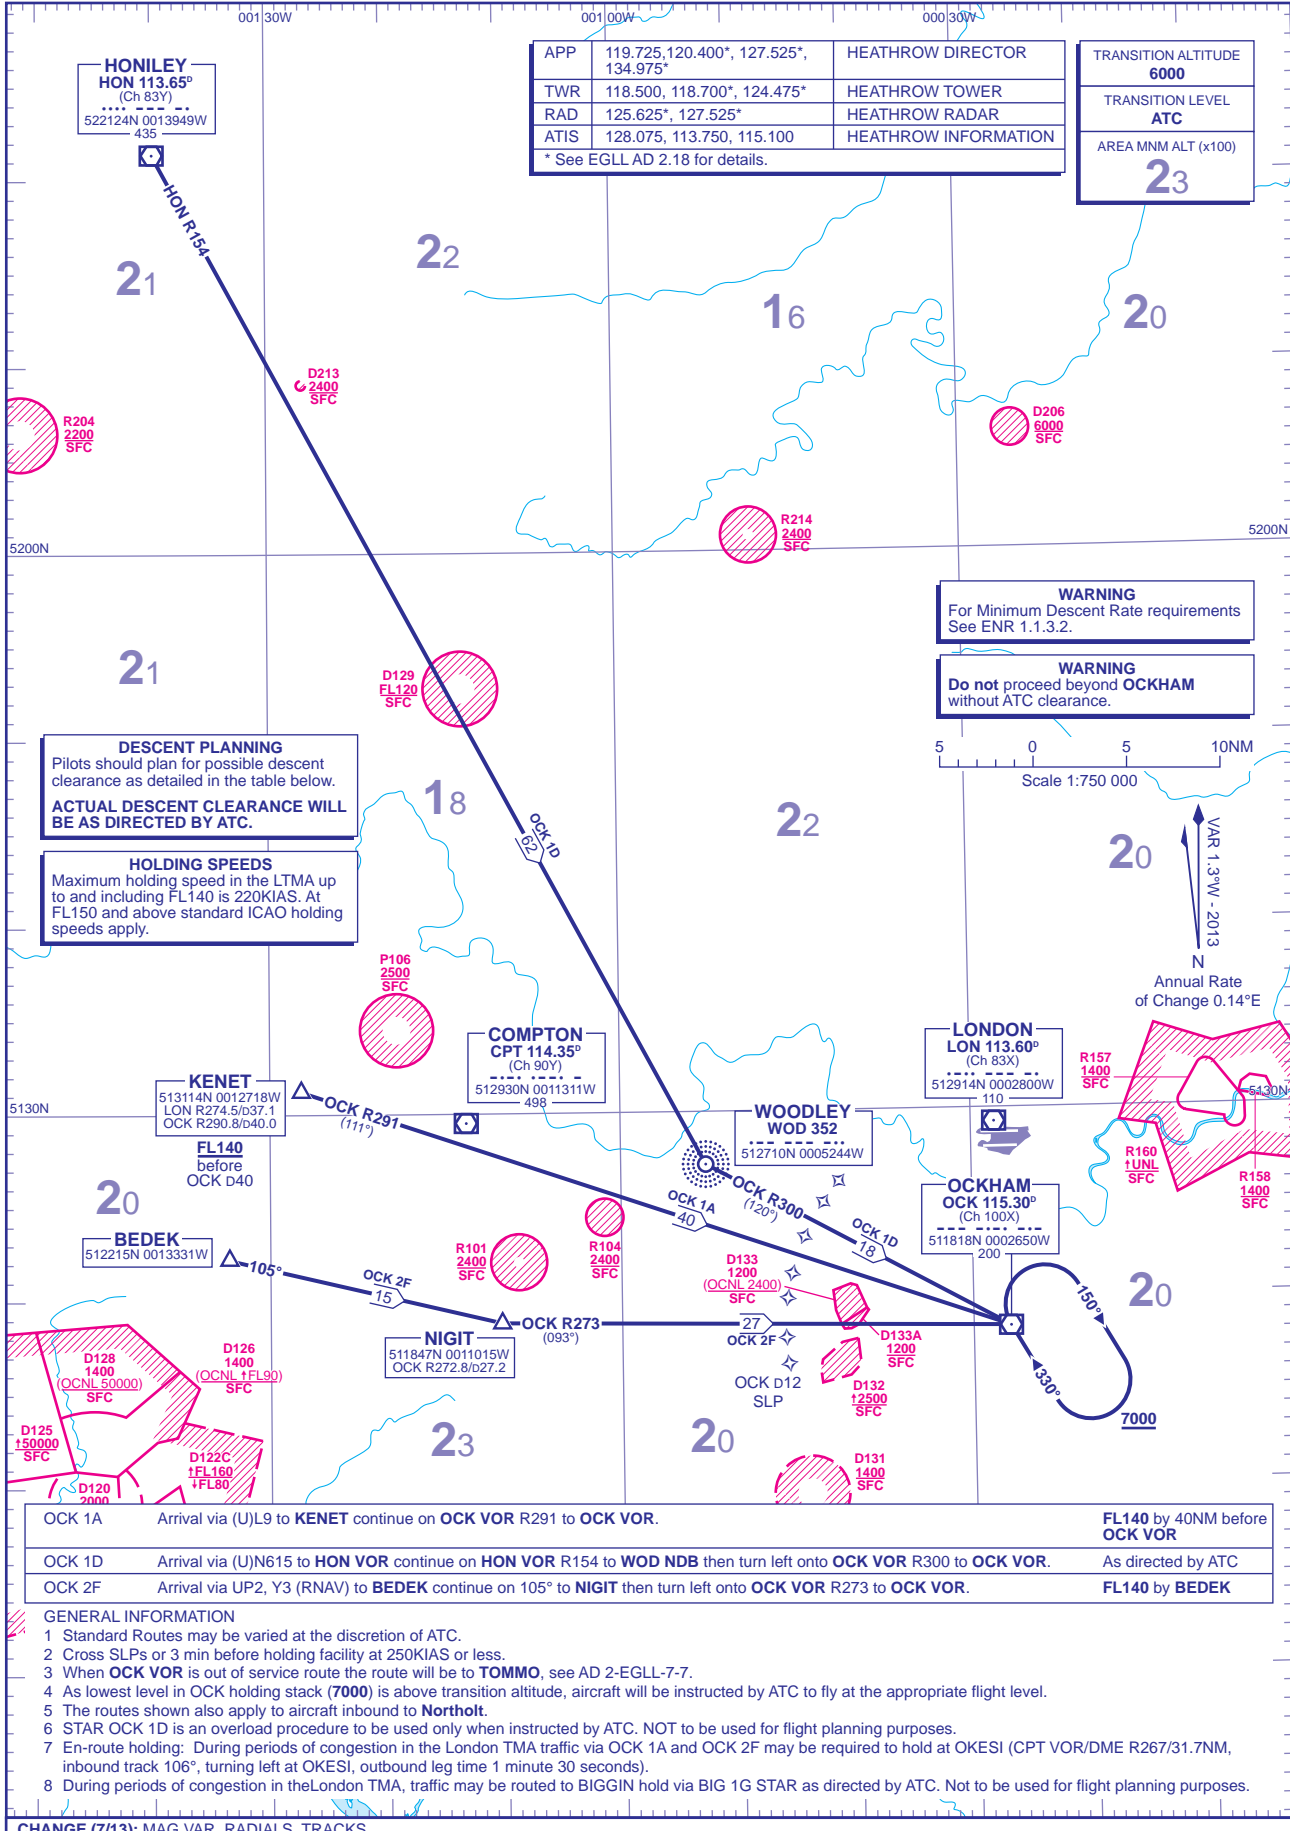 001 30W
001 00W
000 30W
HONILEY
HON 113.65D
(Ch 83Y)
522124N 0013949W
435
APP 119.725,120.400*, 127.525*, 134.975* HEATHROW DIRECTOR
TWR 118.500, 118.700*, 124.475* HEATHROW TOWER
RAD 125.625*, 127.525* HEATHROW RADAR
ATIS 128.075, 113.750, 115.100 HEATHROW INFORMATION
* See EGLL AD 2.18 for details.
TRANSITION ALTITUDE
6000
TRANSITION LEVEL
ATC
AREA MNM ALT (x100)
23
HON R154
21
22
16
20
D213
2400
SFC
R204
2200
SFC
D206
6000
SFC
R214
2400
SFC
5200N
5200N
WARNING
For Minimum Descent Rate requirements
See ENR 1.1.3.2.
WARNING
Do not proceed beyond OCKHAM
without ATC clearance.
21
D129
FL120
SFC
5 0 5 10NM
Scale 1:750 000
DESCENT PLANNING
Pilots should plan for possible descent
clearance as detailed in the table below.
ACTUAL DESCENT CLEARANCE WILL
BE AS DIRECTED BY ATC.
18
22
20
OCK 1D
62
VAR 1.3°W - 2013
N
Annual Rate
of Change 0.14°E
HOLDING SPEEDS
Maximum holding speed in the LTMA up
to and including FL140 is 220KIAS. At
FL150 and above standard ICAO holding
speeds apply.
P106
2500
SFC
COMPTON
CPT 114.35D
(Ch 90Y)
512930N 0011311W
498
LONDON
LON 113.60D
(Ch 83X)
512914N 0002800W
110
R157
1400
SFC
KENET
513114N 0012718W
LON R274.5/D37.1
OCK R290.8/D40.0
FL140
before
OCK D40
5130N
5130N
OCK R291
(111°)
WOODLEY
WOD 352
512710N 0005244W
R160
↑UNL
SFC
R158
1400
SFC
20
OCK R300
(120°)
OCK 1A
40
OCK 1D
18
OCKHAM
OCK 115.30D
(Ch 100X)
511818N 0002650W
200
BEDEK
512215N 0013331W
105°
OCK 2F
15
R101
2400
SFC
R104
2400
SFC
D133
1200
(OCNL 2400)
SFC
150°
20
NIGIT
511847N 0011015W
OCK R272.8/D27.2
OCK R273
(093°)
27
OCK 2F
D133A
1200
SFC
OCK D12
SLP
D132
↑2500
SFC
330°
7000
D128
1400
(OCNL 50000)
SFC
D126
1400
(OCNL ↑FL90)
SFC
D125
↑50000
SFC
D122C
↑FL160
↓FL80
D120
2000
23
20
D131
1400
SFC
OCK 1A Arrival via (U)L9 to KENET continue on OCK VOR R291 to OCK VOR. FL140 by 40NM before OCK VOR
OCK 1D Arrival via (U)N615 to HON VOR continue on HON VOR R154 to WOD NDB then turn left onto OCK VOR R300 to OCK VOR. As directed by ATC
OCK 2F Arrival via UP2, Y3 (RNAV) to BEDEK continue on 105° to NIGIT then turn left onto OCK VOR R273 to OCK VOR. FL140 by BEDEK
GENERAL INFORMATION
1 Standard Routes may be varied at the discretion of ATC.
2 Cross SLPs or 3 min before holding facility at 250KIAS or less.
3 When OCK VOR is out of service route the route will be to TOMMO, see AD 2-EGLL-7-7.
4 As lowest level in OCK holding stack (7000) is above transition altitude, aircraft will be instructed by ATC to fly at the appropriate flight level.
5 The routes shown also apply to aircraft inbound to Northolt.
6 STAR OCK 1D is an overload procedure to be used only when instructed by ATC. NOT to be used for flight planning purposes.
7 En-route holding: During periods of congestion in the London TMA traffic via OCK 1A and OCK 2F may be required to hold at OKESI (CPT VOR/DME R267/31.7NM,
inbound track 106°, turning left at OKESI, outbound leg time 1 minute 30 seconds).
8 During periods of congestion in theLondon TMA, traffic may be routed to BIGGIN hold via BIG 1G STAR as directed by ATC. Not to be used for flight planning purposes.
CHANGE (7/13): MAG VAR, RADIALS, TRACKS